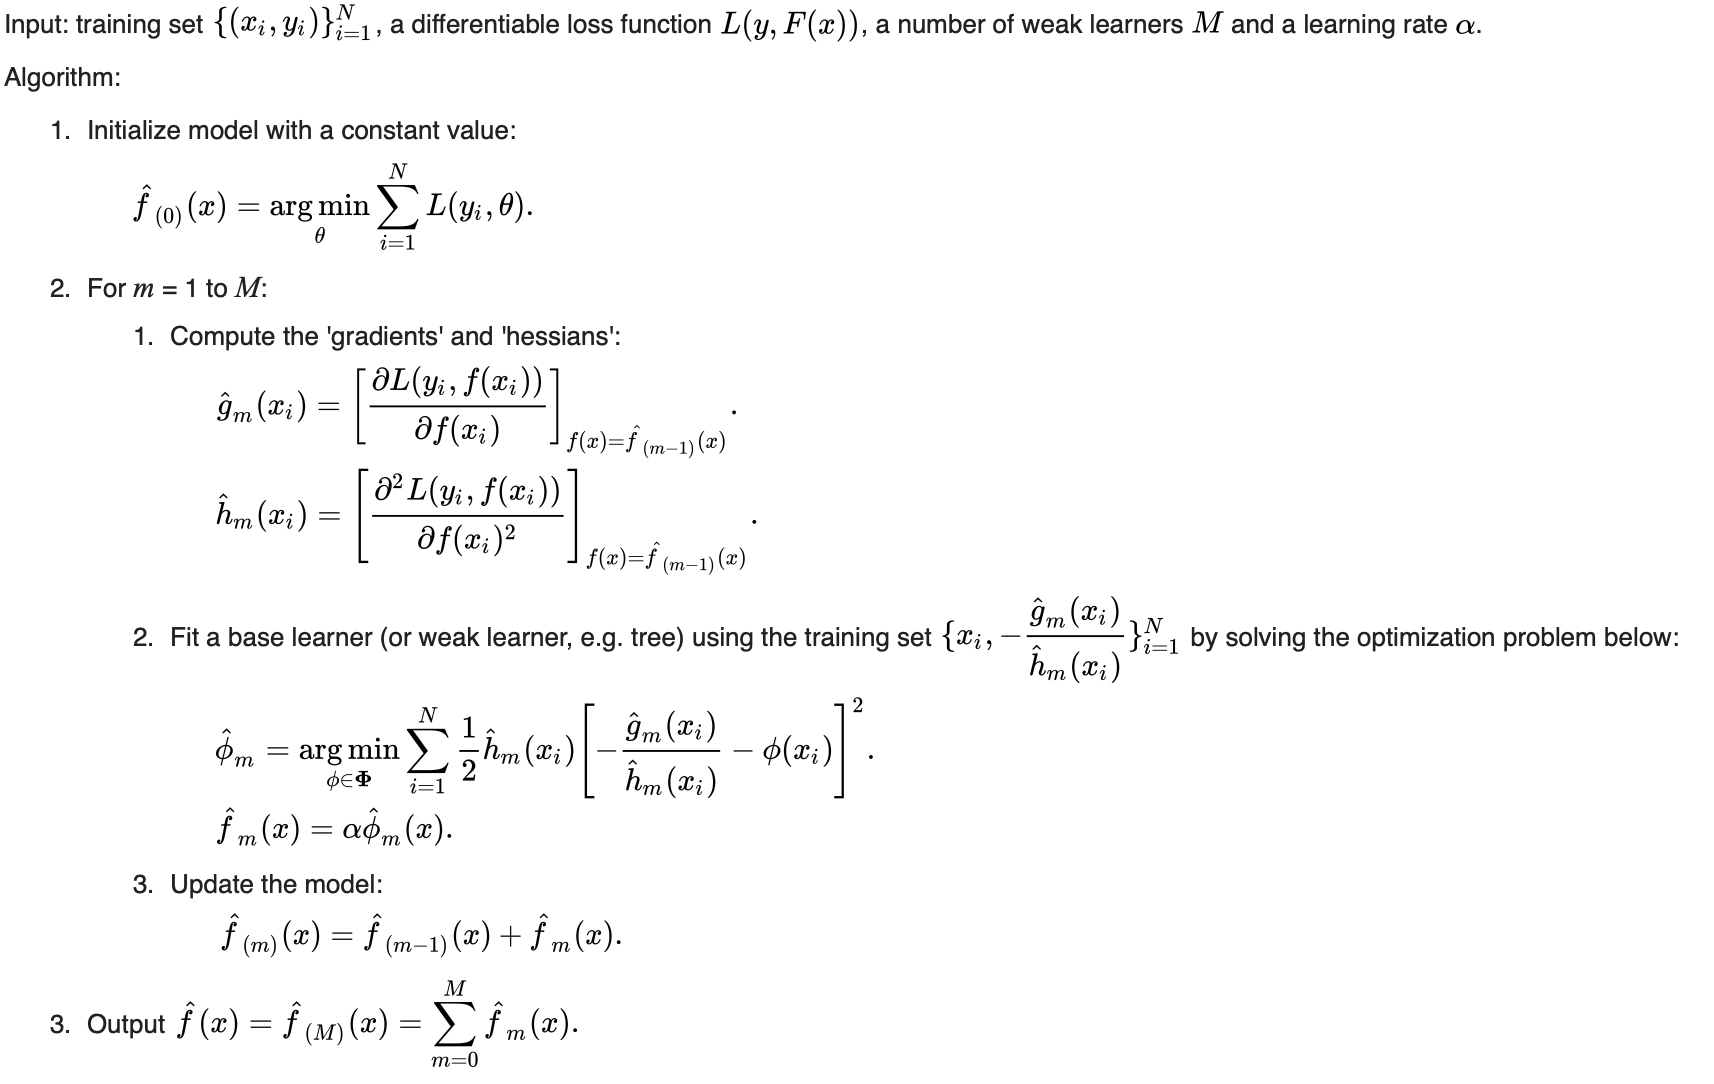 Input: training set $\{(x_i, y_i)\}_{i=1}^N$, a differentiable loss function $L(y, F(x))$, a number of weak learners $M$ and a learning rate $\alpha$.
Algorithm:
1. Initialize model with a constant value:
$\hat{f}_{(0)}(x) = \underset{\theta}{\arg\min} \sum_{i=1}^N L(y_i, \theta).$
2. For $m$ = 1 to $M$:
1. Compute the 'gradients' and 'hessians':
$\hat{g}_m(x_i) = \left[\frac{\partial L(y_i, f(x_i))}{\partial f(x_i)}\right]_{f(x)=\hat{f}_{(m-1)}(x)}.$
$\hat{h}_m(x_i) = \left[\frac{\partial^2 L(y_i, f(x_i))}{\partial f(x_i)^2}\right]_{f(x)=\hat{f}_{(m-1)}(x)}.$
2. Fit a base learner (or weak learner, e.g. tree) using the training set $\{x_i, -\frac{\hat{g}_m(x_i)}{\hat{h}_m(x_i)}\}_{i=1}^N$ by solving the optimization problem below:
$\hat{\phi}_m = \underset{\phi \in \mathbf{\Phi}}{\arg\min} \sum_{i=1}^N \frac{1}{2} \hat{h}_m(x_i) \left[-\frac{\hat{g}_m(x_i)}{\hat{h}_m(x_i)} - \phi(x_i)\right]^2.$
$\hat{f}_m(x) = \alpha \hat{\phi}_m(x).$
3. Update the model:
$\hat{f}_{(m)}(x) = \hat{f}_{(m-1)}(x) + \hat{f}_m(x).$
3. Output $\hat{f}(x) = \hat{f}_{(M)}(x) = \sum_{m=0}^M \hat{f}_m(x).$